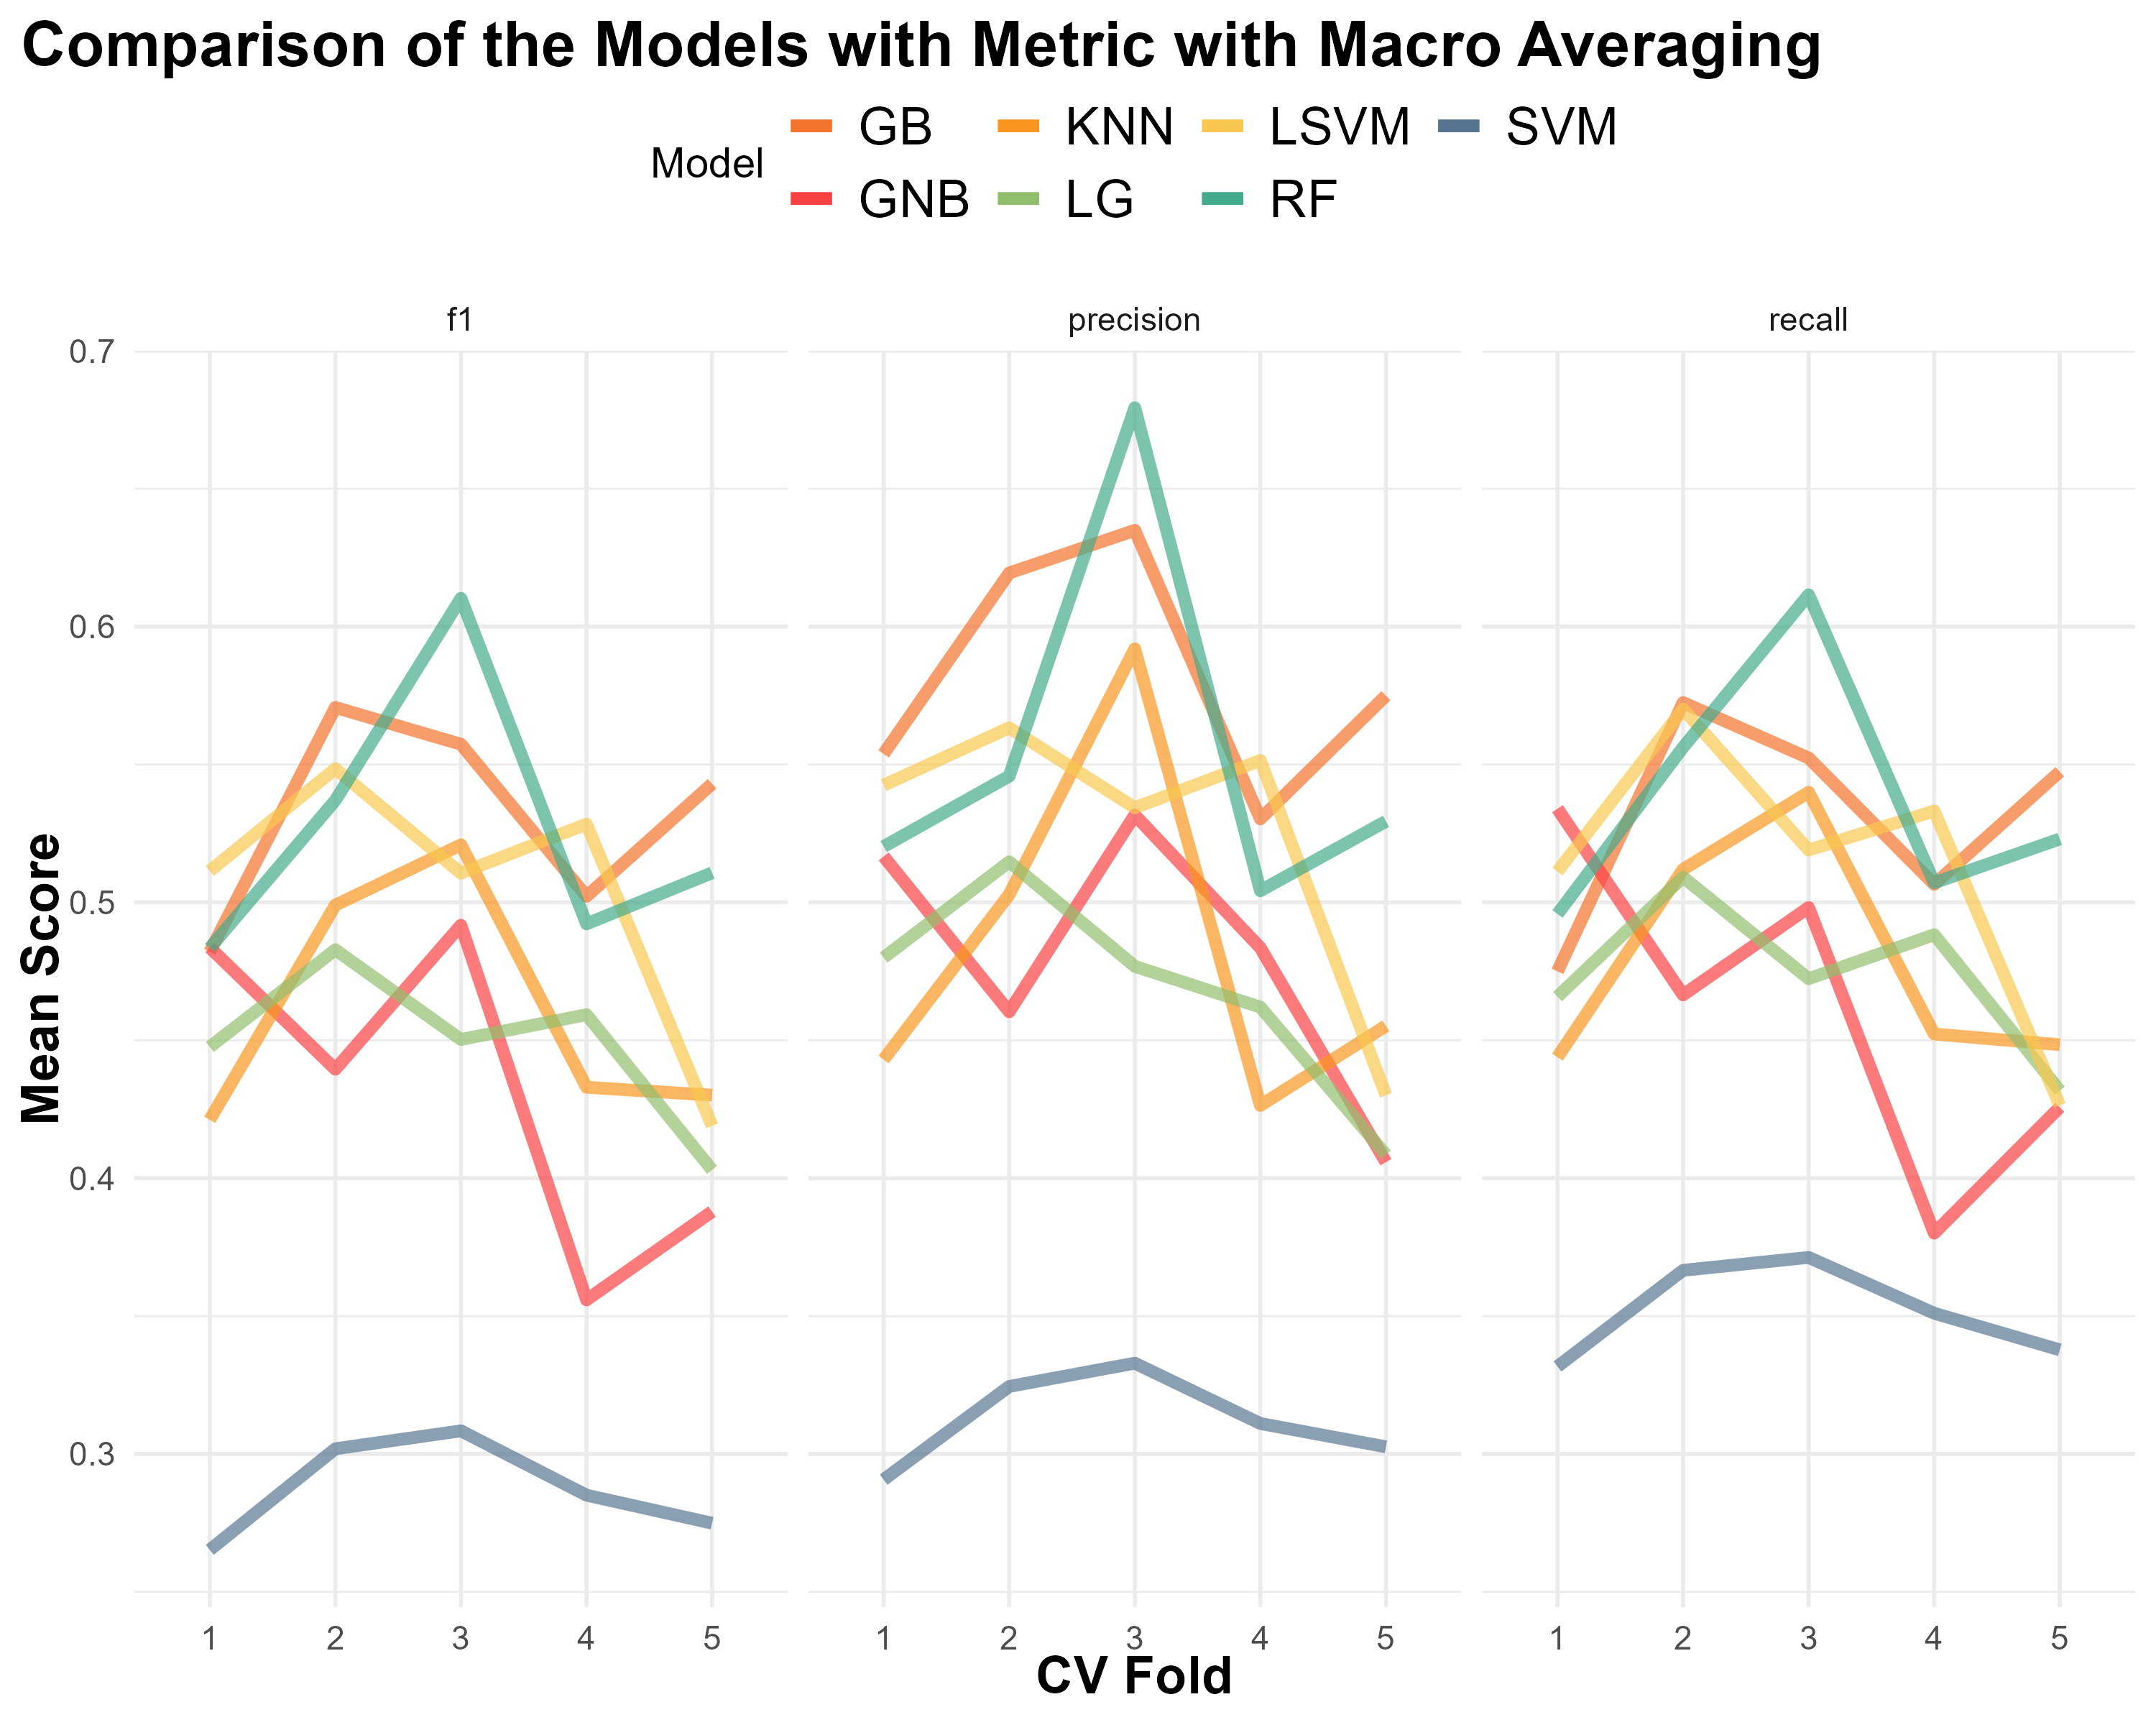 Comparison of the Models with Metric with Macro Averaging
Model
GB KNN LSVM SVM
GNB LG RF
f1 precision recall
0.7
0.6
0.5
0.4
0.3
Mean Score
1 2 3 4 5 1 2 3 4 5 1 2 3 4 5
CV Fold